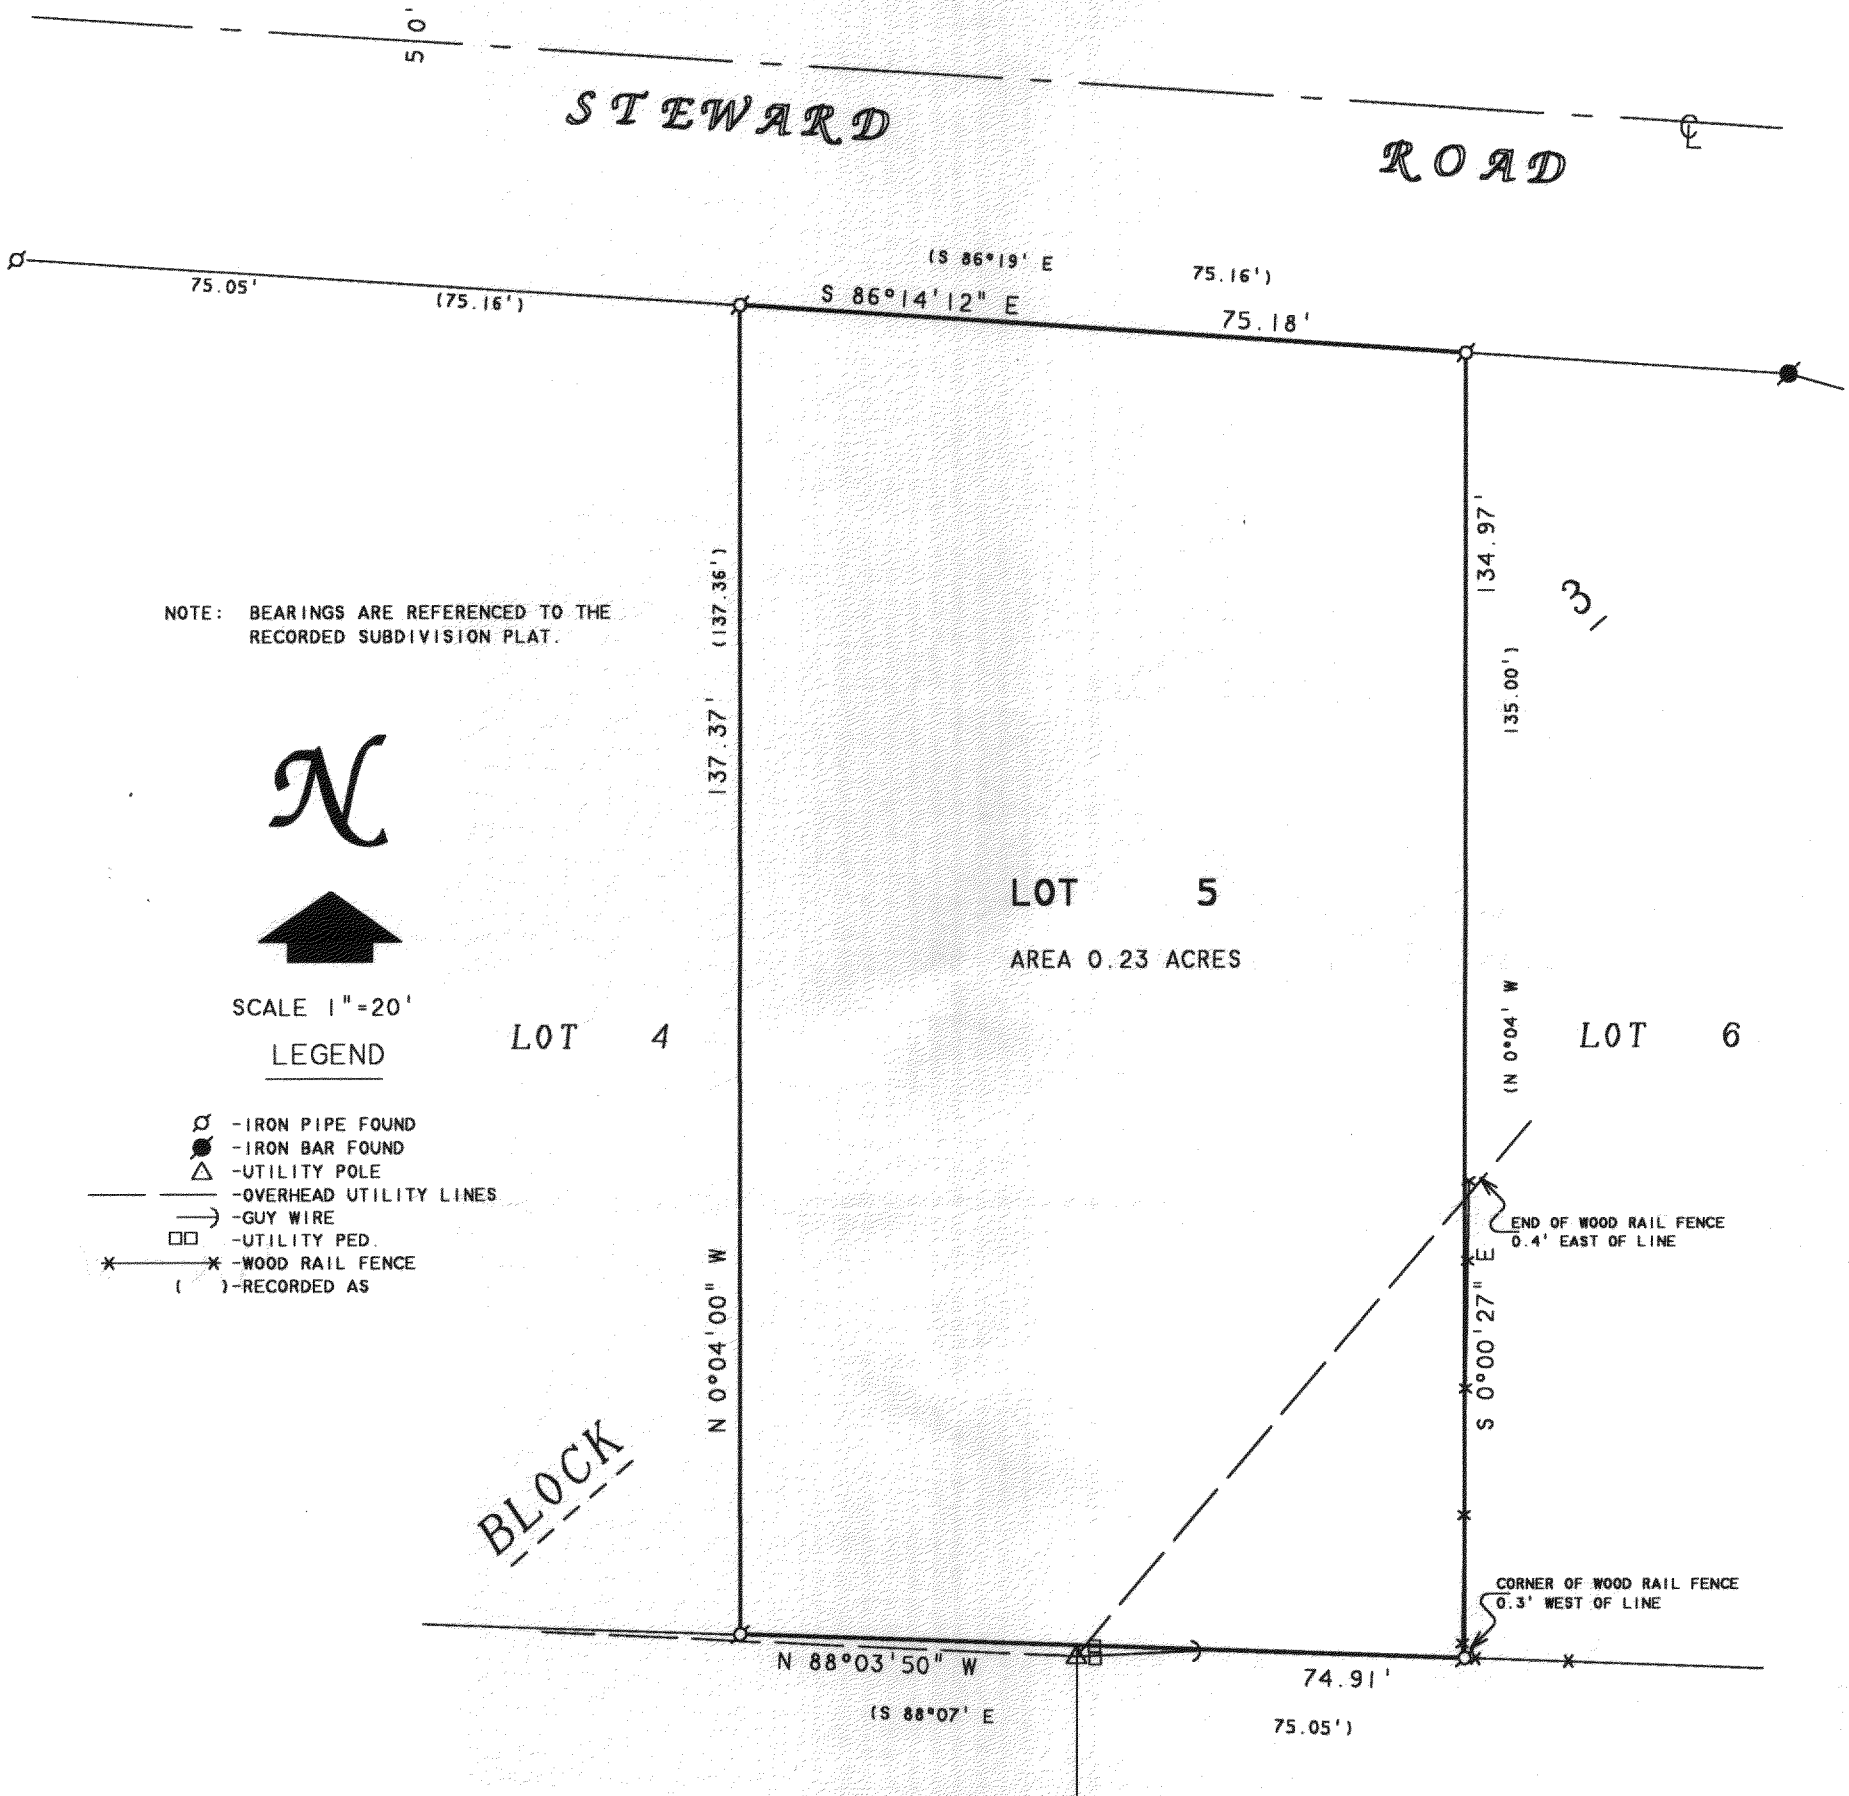 50'
STEWARD ROAD
℄
(S 86°19' E 75.16')
75.05' (75.16')
S 86°14'12" E 75.18'
137.37' (137.36')
N 0°04'00" W
134.97'
135.00')
(N 0°04' W
S 0°00'27" E
3,
NOTE: BEARINGS ARE REFERENCED TO THE
RECORDED SUBDIVISION PLAT.
N
SCALE 1"=20'
LOT 5
AREA 0.23 ACRES
LOT 4
LOT 6
LEGEND
-IRON PIPE FOUND
-IRON BAR FOUND
-UTILITY POLE
-OVERHEAD UTILITY LINES
-GUY WIRE
-UTILITY PED.
-WOOD RAIL FENCE
( )-RECORDED AS
END OF WOOD RAIL FENCE
0.4' EAST OF LINE
BLOCK
CORNER OF WOOD RAIL FENCE
0.3' WEST OF LINE
N 88°03'50" W 74.91'
(S 88°07' E 75.05')